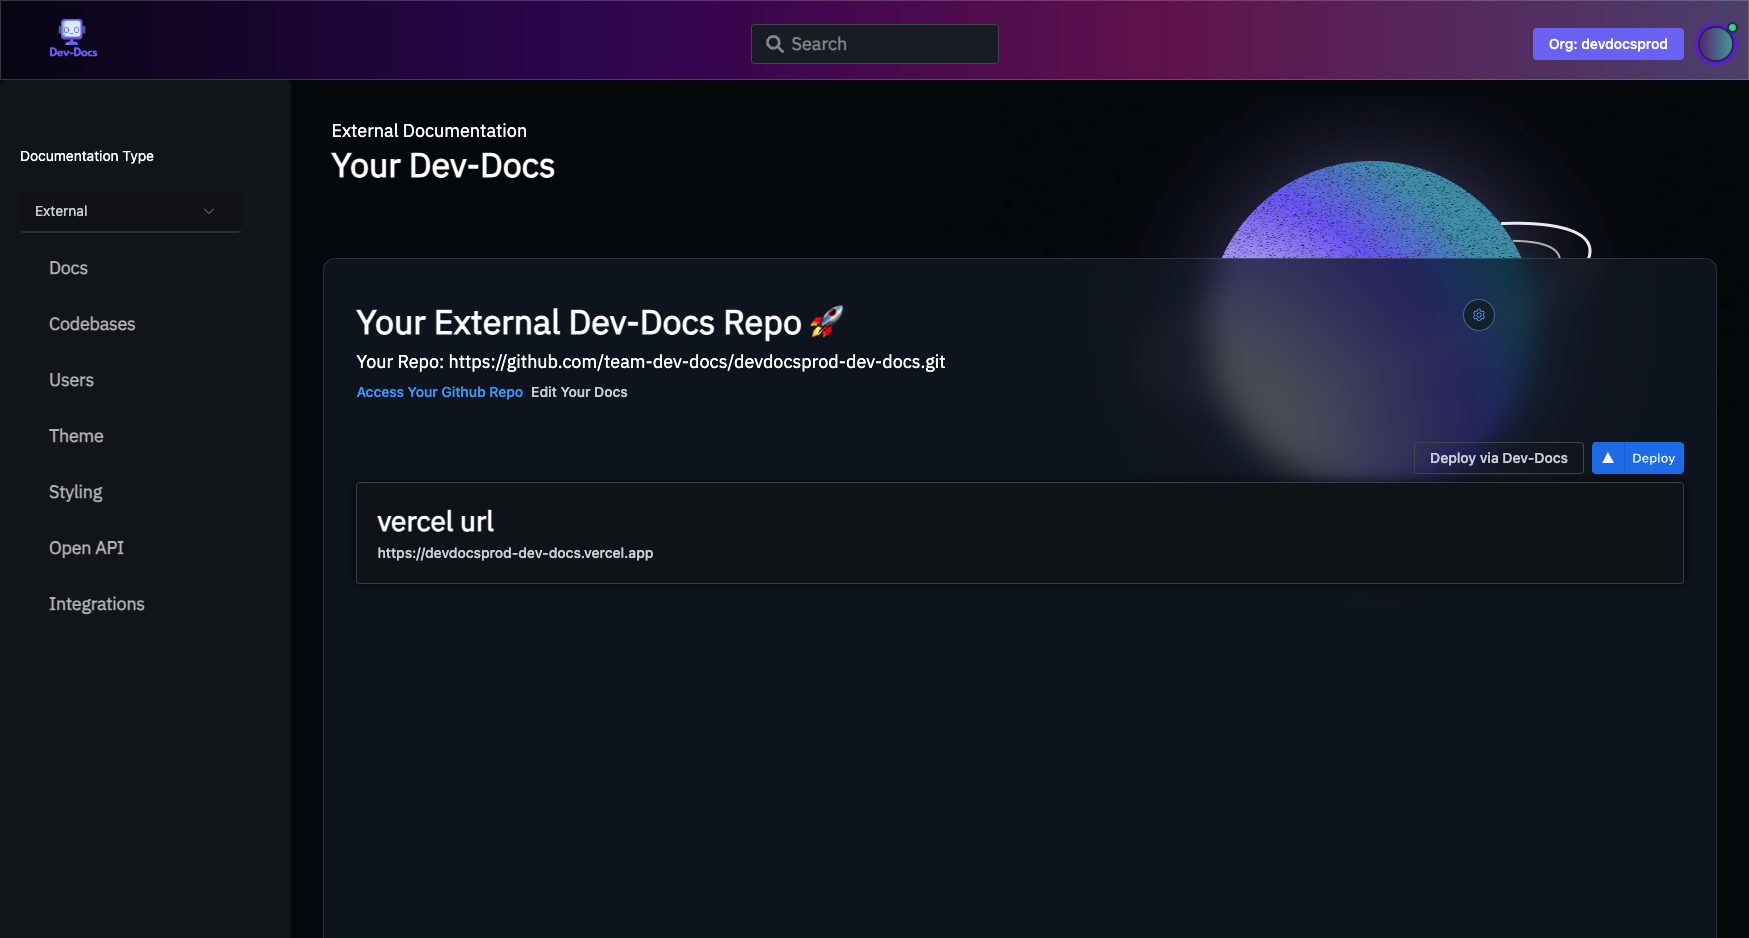 Dev-Docs
Search
Org: devdocsprod
Documentation Type
External
Docs
Codebases
Users
Theme
Styling
Open API
Integrations
External Documentation
Your Dev-Docs
Your External Dev-Docs Repo 🚀
Your Repo: https://github.com/team-dev-docs/devdocsprod-dev-docs.git
Access Your Github Repo Edit Your Docs
Deploy via Dev-Docs
Deploy
vercel url
https://devdocsprod-dev-docs.vercel.app